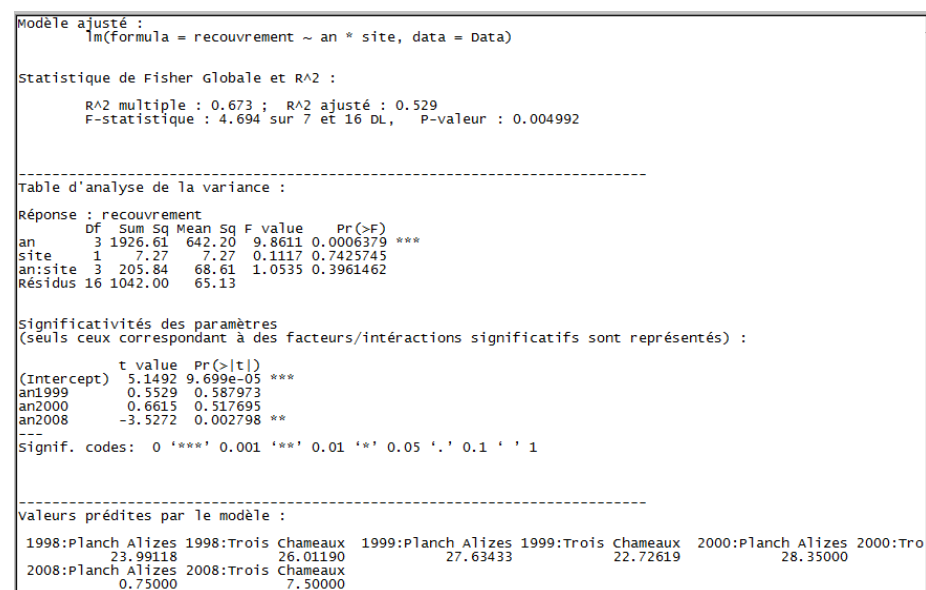 Modèle ajusté :
lm(formula = recouvrement ~ an * site, data = Data)
Statistique de Fisher Globale et R^2 :
R^2 multiple : 0.673 ; R^2 ajusté : 0.529
F-statistique : 4.694 sur 7 et 16 DL, P-valeur : 0.004992
---------------------------------------------------------------------------
Table d'analyse de la variance :
Réponse : recouvrement
Df Sum Sq Mean Sq F value Pr(>F)
an 3 1926.61 642.20 9.8611 0.0006379 ***
site 1 7.27 7.27 0.1117 0.7425745
an:site 3 205.84 68.61 1.0535 0.3961462
Résidus 16 1042.00 65.13
Significativités des paramètres
(seuls ceux correspondant à des facteurs/intéractions significatifs sont représentés) :
t value Pr(>|t|)
(Intercept) 5.1492 9.699e-05 ***
an1999 0.5529 0.587973
an2000 0.6615 0.517695
an2008 -3.5272 0.002798 **
---
Signif. codes: 0 ‘***’ 0.001 ‘**’ 0.01 ‘*’ 0.05 ‘.’ 0.1 ‘ ’ 1
---------------------------------------------------------------------------
Valeurs prédites par le modèle :
1998:Planch Alizes 1998:Trois Chameaux 1999:Planch Alizes 1999:Trois Chameaux 2000:Planch Alizes 2000:Tro
23.99118 26.01190 27.63433 22.72619 28.35000
2008:Planch Alizes 2008:Trois Chameaux
0.75000 7.50000